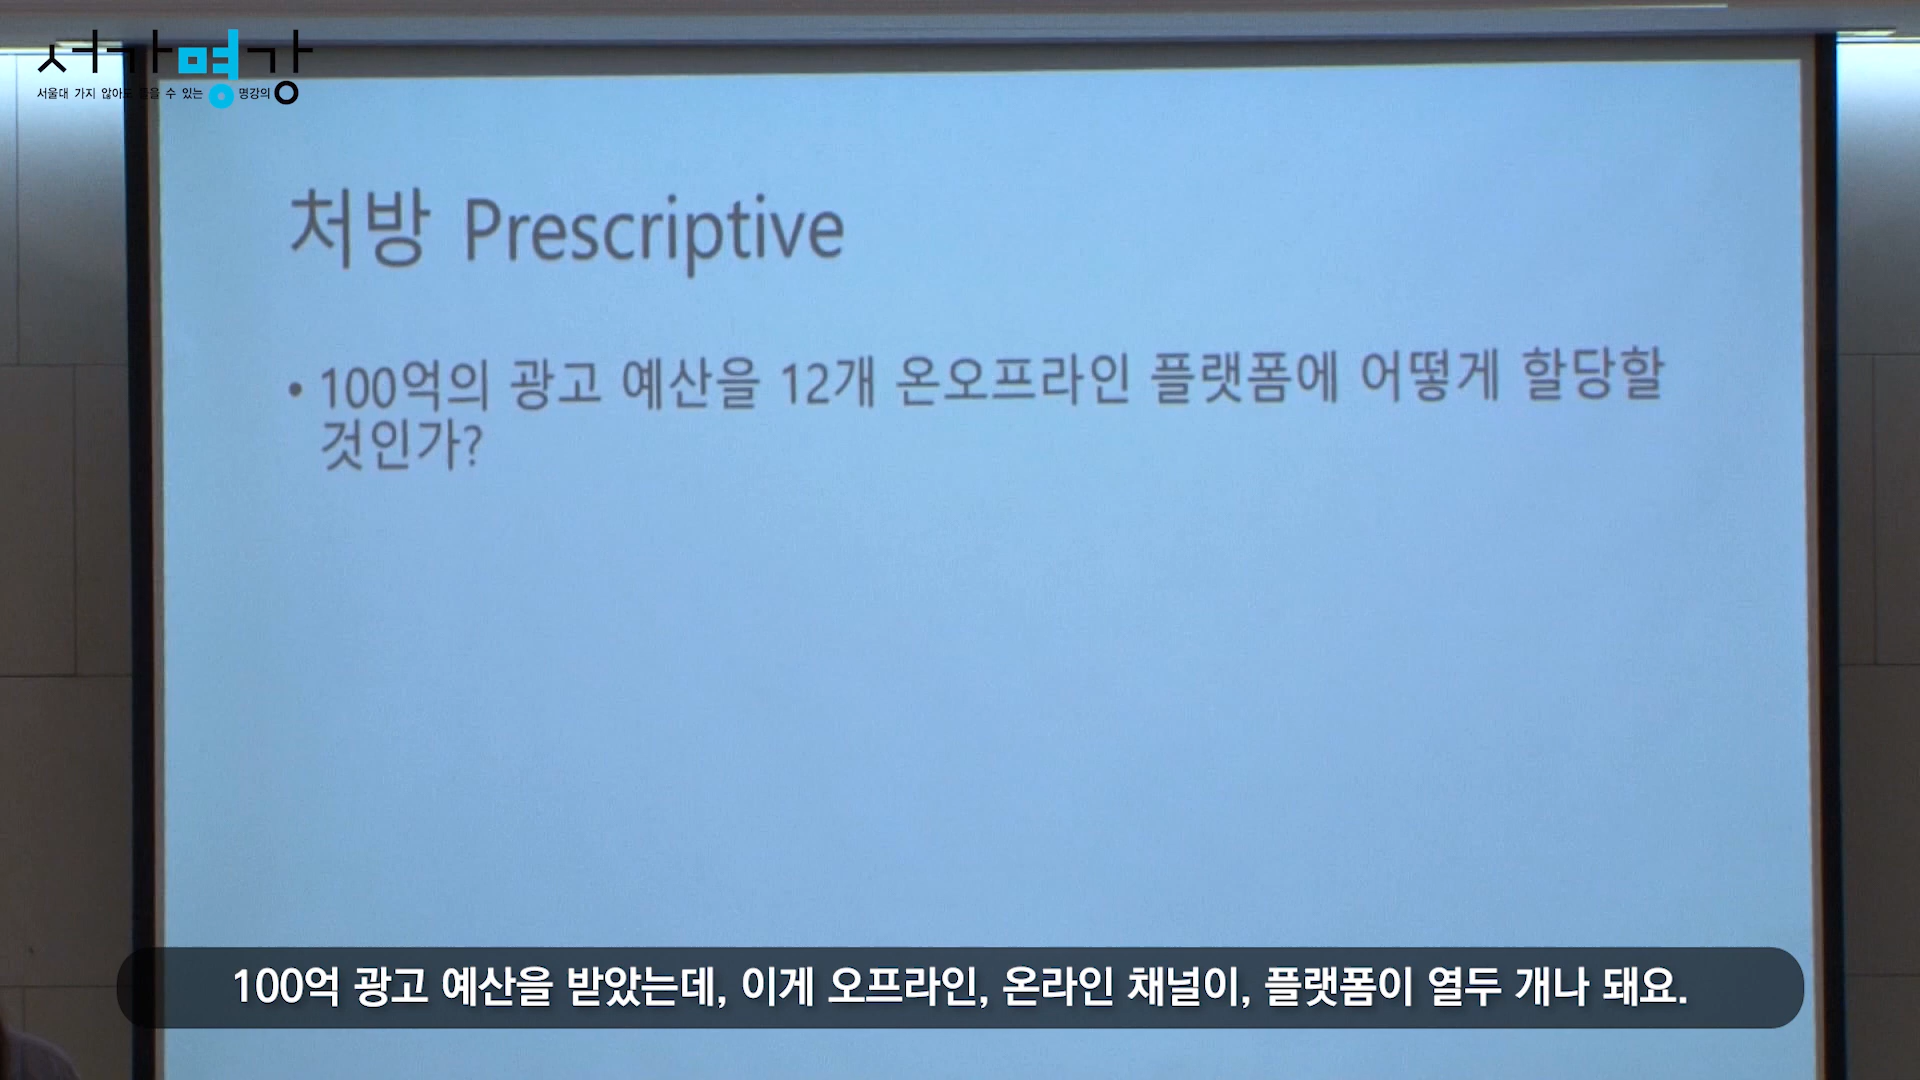 서가명강
서울대 가지 않아도 들을 수 있는 명강의
처방 Prescriptive
• 100억의 광고 예산을 12개 온오프라인 플랫폼에 어떻게 할당할
것인가?
100억 광고 예산을 받았는데, 이게 오프라인, 온라인 채널이, 플랫폼이 열두 개나 돼요.